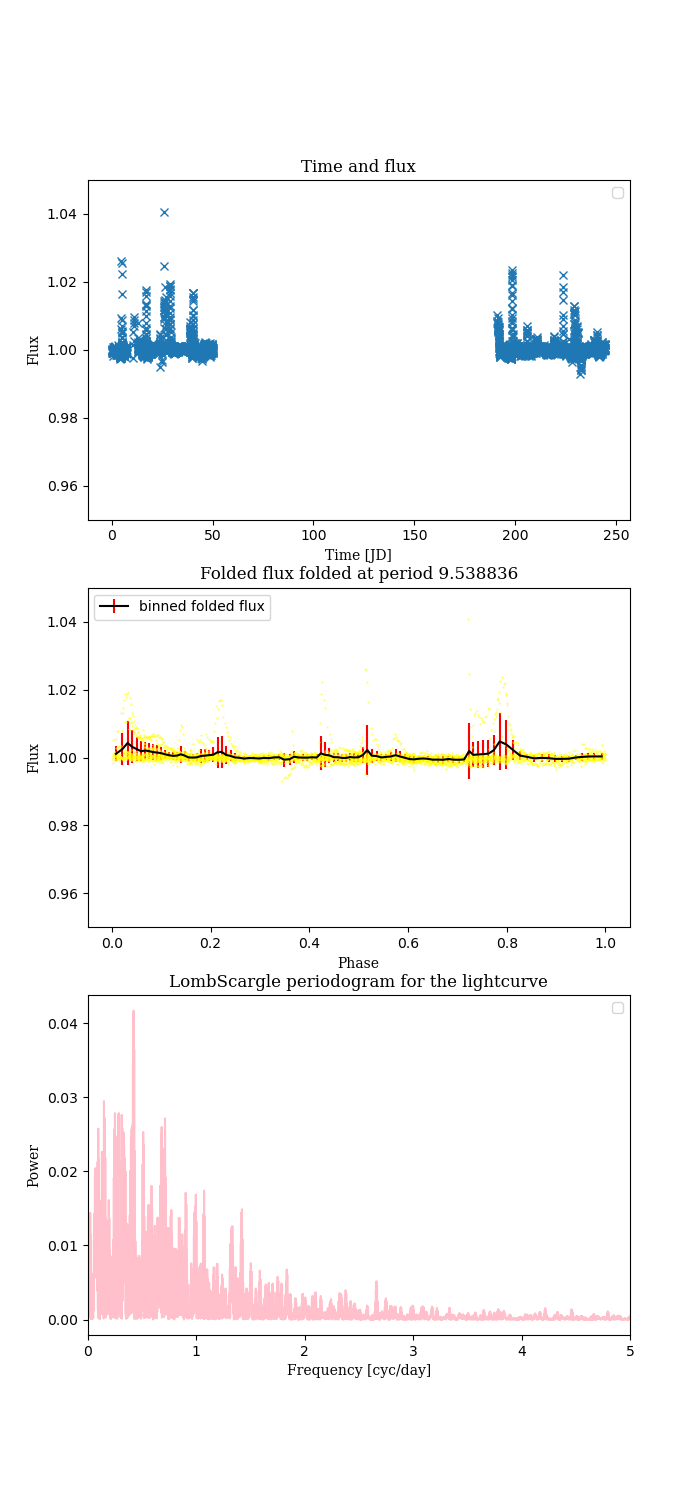 Time and flux
1.04
1.02
1.00
0.98
0.96
Flux
0 50 100 150 200 250
Time [JD]
Folded flux folded at period 9.538836
binned folded flux
1.04
1.02
1.00
0.98
0.96
Flux
0.0 0.2 0.4 0.6 0.8 1.0
Phase
LombScargle periodogram for the lightcurve
0.04
0.03
0.02
0.01
0.00
Power
0 1 2 3 4 5
Frequency [cyc/day]